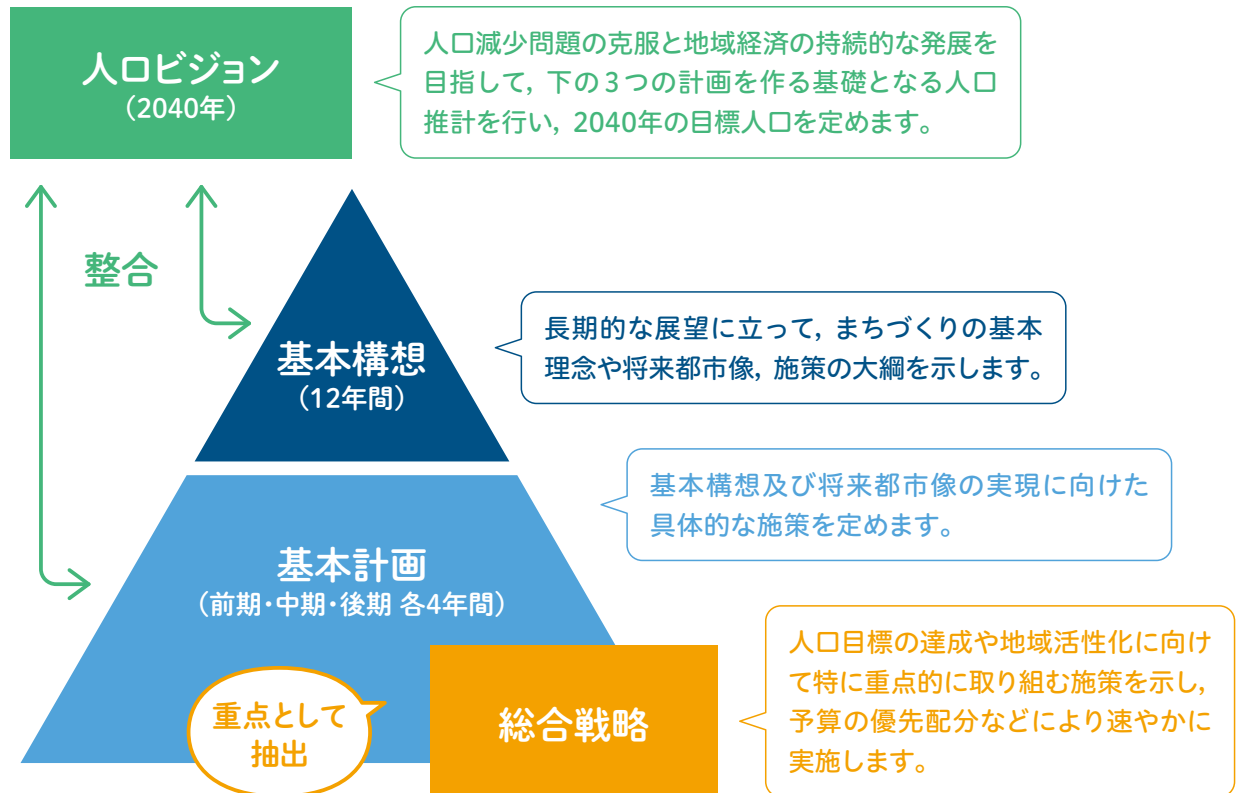 人口ビジョン
（2040年）
人口減少問題の克服と地域経済の持続的な発展を
目指して，下の３つの計画を作る基礎となる人口
推計を行い，2040年の目標人口を定めます。
整合
基本構想
（12年間）
長期的な展望に立って，まちづくりの基本
理念や将来都市像，施策の大綱を示します。
基本計画
（前期・中期・後期 各4年間）
基本構想及び将来都市像の実現に向けた
具体的な施策を定めます。
重点として
抽出
総合戦略
人口目標の達成や地域活性化に向け
て特に重点的に取り組む施策を示し，
予算の優先配分などにより速やかに
実施します。